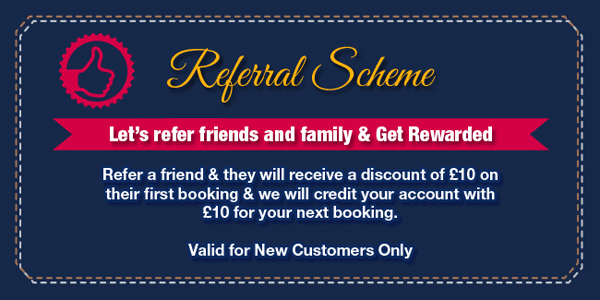 Referral Scheme
Let's refer friends and family & Get Rewarded
Refer a friend & they will receive a discount of £10 on
their first booking & we will credit your account with
£10 for your next booking.
Valid for New Customers Only